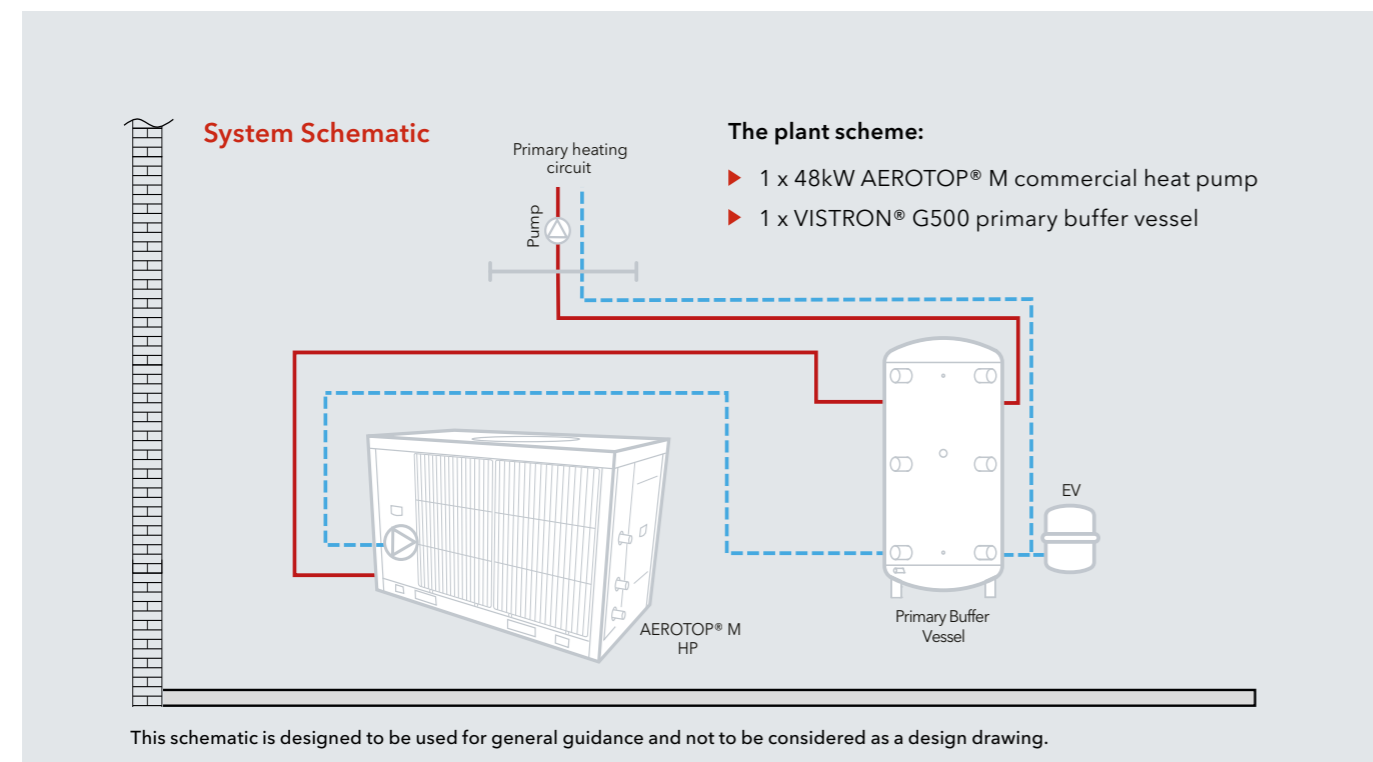 System Schematic
Primary heating
circuit
Pump
The plant scheme:
1 x 48kW AEROTOP® M commercial heat pump
1 x VISTRON® G500 primary buffer vessel
EV
AEROTOP® M
HP
Primary Buffer
Vessel
This schematic is designed to be used for general guidance and not to be considered as a design drawing.